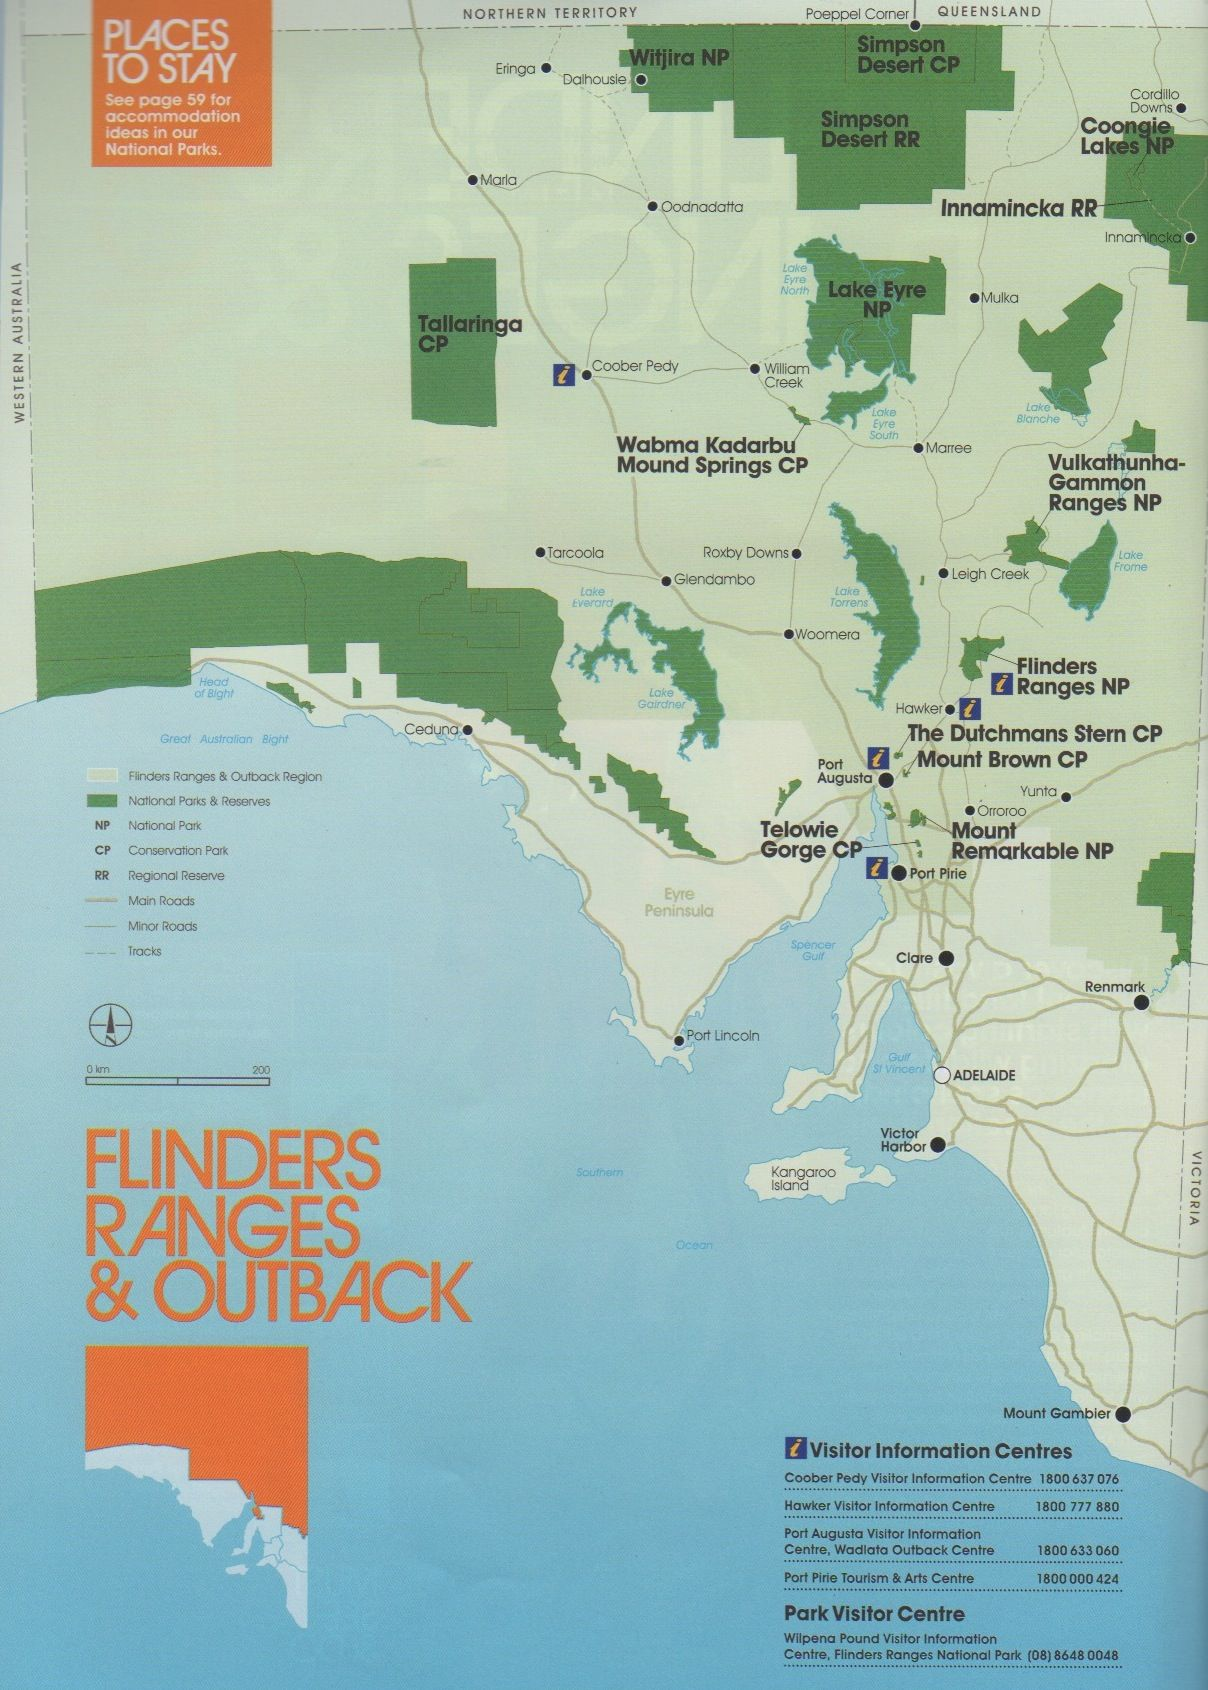 NORTHERN TERRITORY
Poeppel Corner
QUEENSLAND
PLACES
TO STAY
See page 59 for
accommodation
ideas in our
National Parks.
Eringa
Dalhousie
Witjira NP
Simpson
Desert CP
Simpson
Desert RR
Cordillo
Downs
Coongie
Lakes NP
Marla
Oodnadatta
Innamincka RR
Innamincka
WESTERN AUSTRALIA
Tallaringa
CP
Lake
Eyre
North
Lake Eyre
NP
Mulka
Coober Pedy
William
Creek
Lake
Eyre
South
Lake
Blanche
Wabma Kadarbu
Mound Springs CP
Marree
Vulkathunha-
Gammon
Ranges NP
Tarcoola
Roxby Downs
Glendambo
Leigh Creek
Lake
Frome
Lake
Everard
Lake
Torrens
Woomera
Flinders
Ranges NP
Head
of Bight
Lake
Gairdner
Hawker
Ceduna
Great Australian Bight
The Dutchmans Stern CP
Mount Brown CP
Port
Augusta
Yunta
Orroroo
Telowie
Gorge CP
Mount
Remarkable NP
Port Pirie
Flinders Ranges & Outback Region
National Parks & Reserves
NP National Park
CP Conservation Park
RR Regional Reserve
Main Roads
Minor Roads
Tracks
Eyre
Peninsula
Spencer
Gulf
Clare
Renmark
Port Lincoln
0 km 200
Gulf
St Vincent
ADELAIDE
Victor
Harbor
Kangaroo
Island
Southern
Ocean
VICTORIA
FLINDERS
RANGES
& OUTBACK
Mount Gambier
i Visitor Information Centres
Coober Pedy Visitor Information Centre 1800 637 076
Hawker Visitor Information Centre 1800 777 880
Port Augusta Visitor Information
Centre, Wadlata Outback Centre 1800 633 060
Port Pirie Tourism & Arts Centre 1800 000 424
Park Visitor Centre
Wilpena Pound Visitor Information
Centre, Flinders Ranges National Park (08) 8648 0048